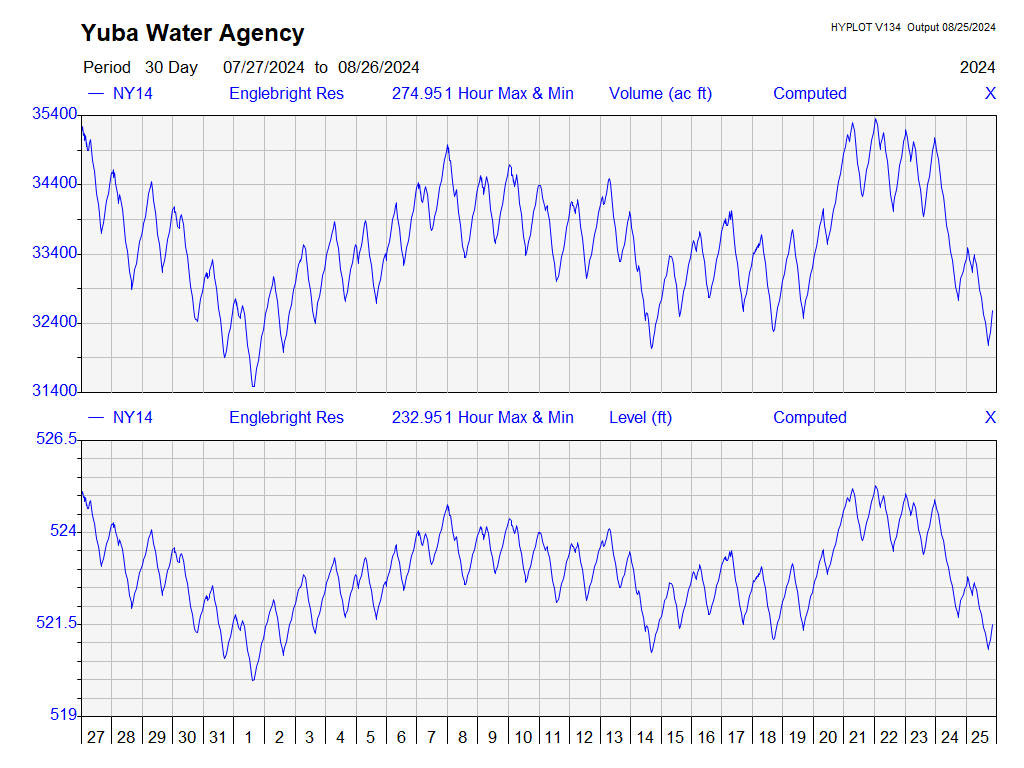 Yuba Water Agency
HYPLOT V134 Output 08/25/2024
Period 30 Day 07/27/2024 to 08/26/2024
2024
NY14 Englebright Res 274.95 1 Hour Max & Min Volume (ac ft) Computed X
35400
34400
33400
32400
31400
NY14 Englebright Res 232.95 1 Hour Max & Min Level (ft) Computed X
526.5
524
521.5
519
27 28 29 30 31 1 2 3 4 5 6 7 8 9 10 11 12 13 14 15 16 17 18 19 20 21 22 23 24 25